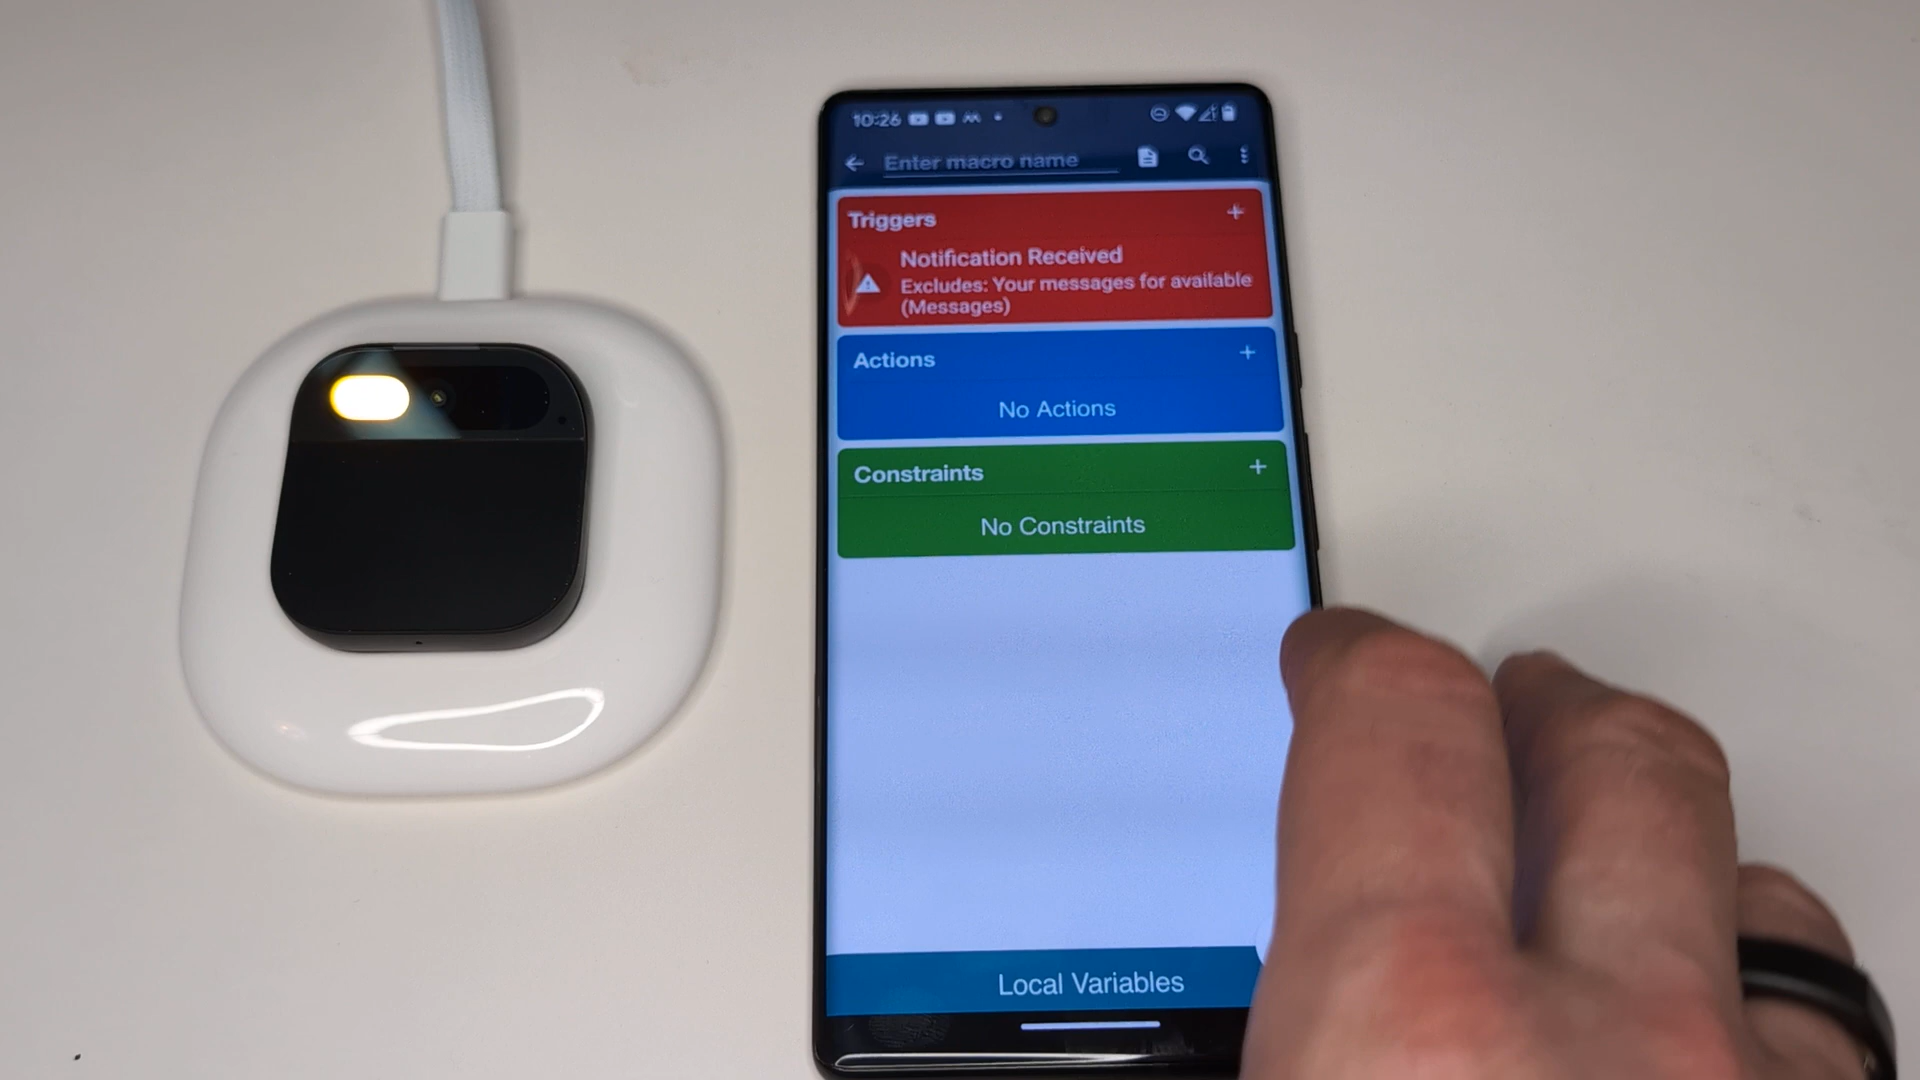 10:26
Enter macro name
Triggers
Notification Received
Excludes: Your messages for available
(Messages)
Actions
No Actions
Constraints
No Constraints
Local Variables